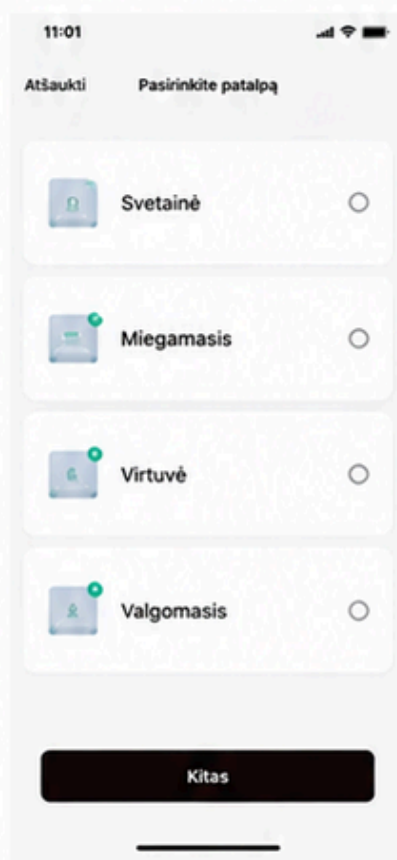 11:01
Atšaukti Pasirinkite patalpą
Svetainė
Miegamasis
Virtuvė
Valgomasis
Kitas